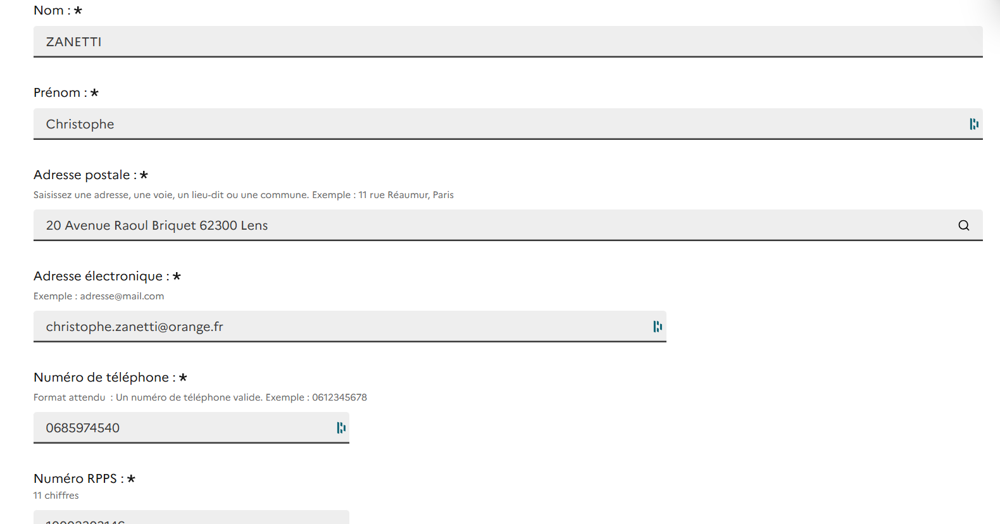 Nom : *
ZANETTI
Prénom : *
Christophe
Adresse postale : *
Saisissez une adresse, une voie, un lieu-dit ou une commune. Exemple : 11 rue Réaumur, Paris
20 Avenue Raoul Briquet 62300 Lens
Adresse électronique : *
Exemple : adresse@mail.com
christophe.zanetti@orange.fr
Numéro de téléphone : *
Format attendu  : Un numéro de téléphone valide. Exemple : 0612345678
0685974540
Numéro RPPS : *
11 chiffres